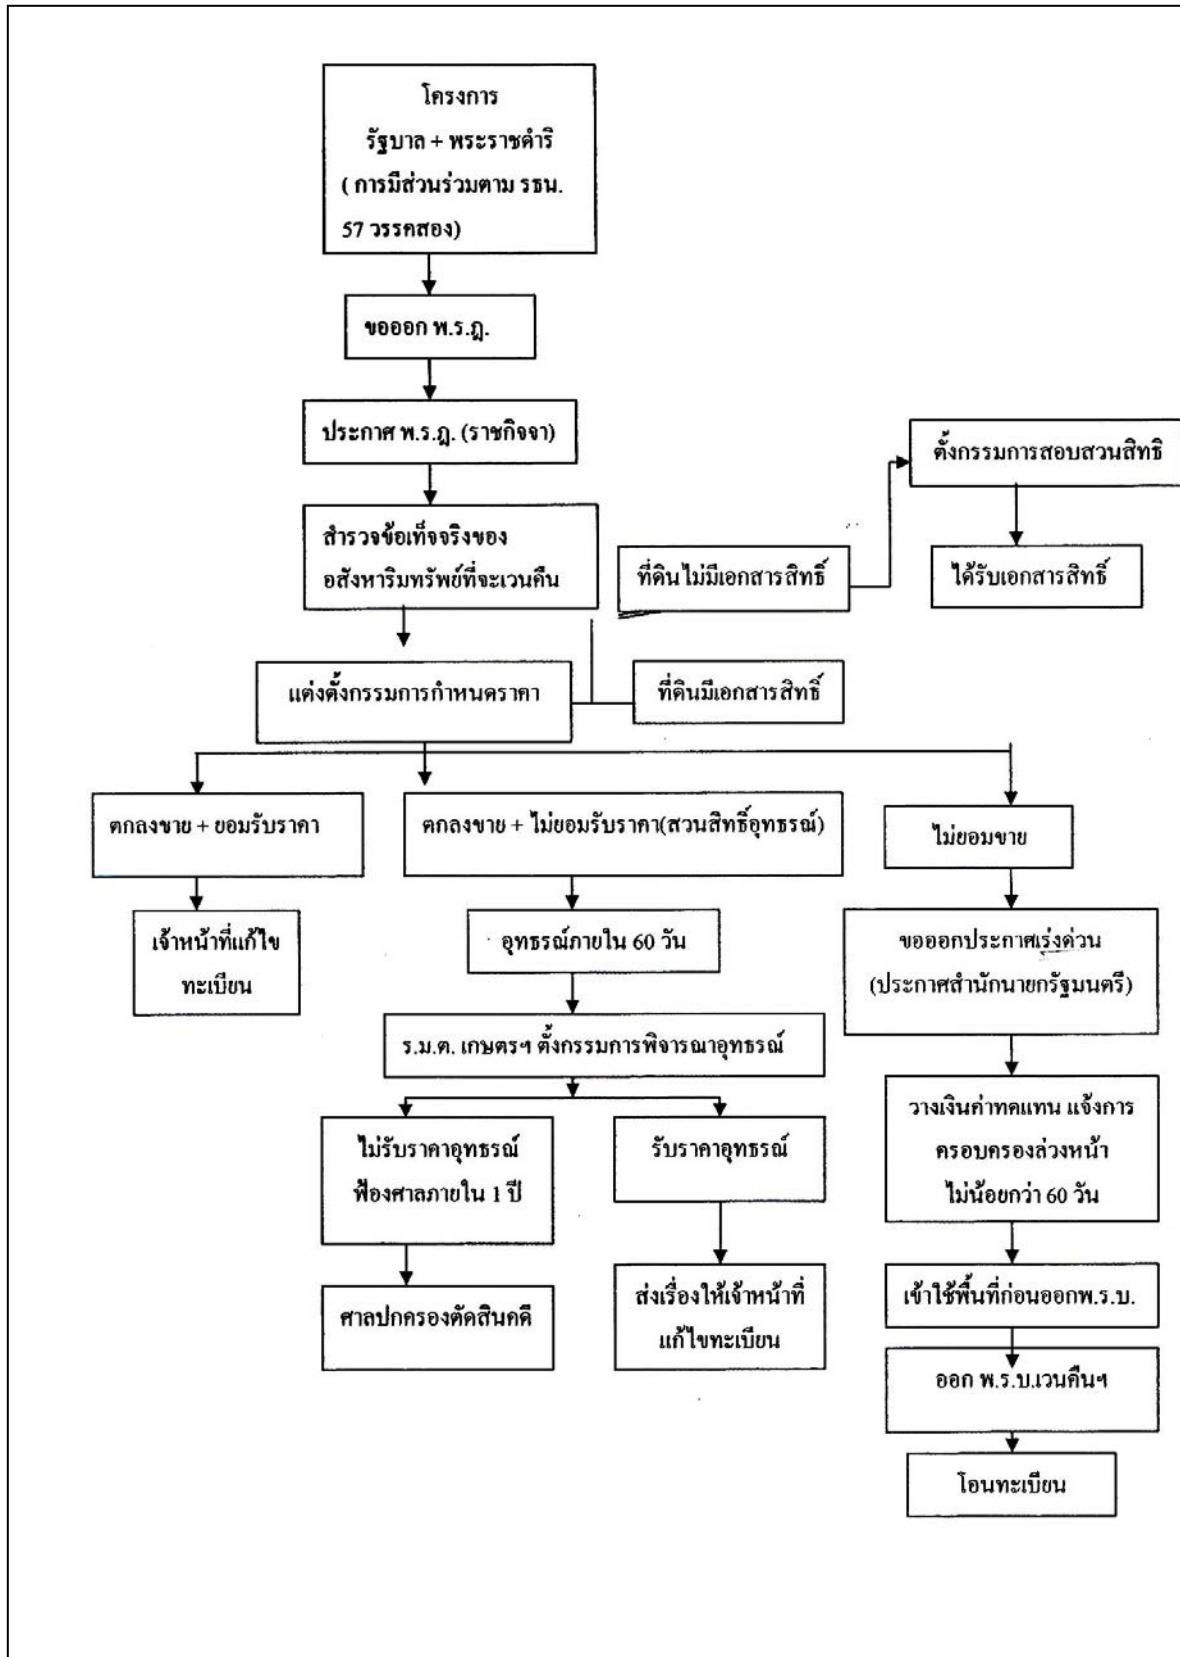 โครงการ
รัฐบาล + พระราชดำริ
( การมีส่วนร่วมตาม รธน.
57 วรรคสอง)
ขอออก พ.ร.ฎ.
ประกาศ พ.ร.ฎ. (ราชกิจจา)
ตั้งกรรมการสอบสวนสิทธิ
สำรวจข้อเท็จจริงของ
อสังหาริมทรัพย์ที่จะเวนคืน
ที่ดินไม่มีเอกสารสิทธิ์
ได้รับเอกสารสิทธิ์
แต่งตั้งกรรมการกำหนดราคา
ที่ดินมีเอกสารสิทธิ์
ตกลงขาย + ยอมรับราคา
ตกลงขาย + ไม่ยอมรับราคา(สวนสิทธิ์อุทธรณ์)
ไม่ยอมขาย
เจ้าหน้าที่แก้ไข
ทะเบียน
อุทธรณ์ภายใน 60 วัน
ขอออกประกาศเร่งด่วน
(ประกาศสำนักนายกรัฐมนตรี)
ร.ม.ต. เกษตรฯ ตั้งกรรมการพิจารณาอุทธรณ์
ไม่รับราคาอุทธรณ์
ฟ้องศาลภายใน 1 ปี
รับราคาอุทธรณ์
วางเงินค่าทดแทน แจ้งการ
ครอบครองล่วงหน้า
ไม่น้อยกว่า 60 วัน
ศาลปกครองตัดสินคดี
ส่งเรื่องให้เจ้าหน้าที่
แก้ไขทะเบียน
เข้าใช้พื้นที่ก่อนออกพ.ร.บ.
ออก พ.ร.บ.เวนคืนฯ
โอนทะเบียน